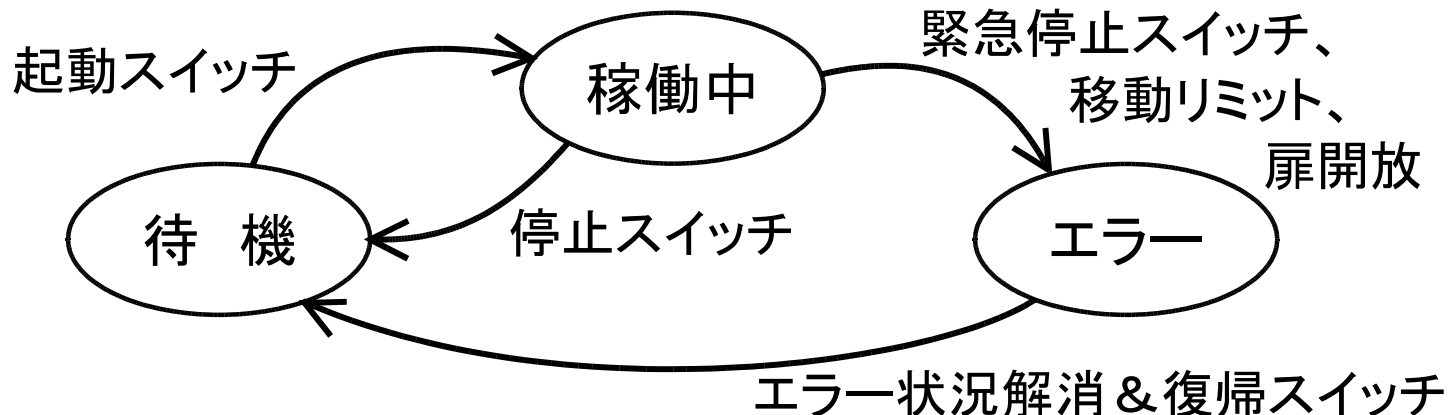 緊急停止スイッチ、
起動スイッチ
稼働中
移動リミット、
扉開放
待　機
停止スイッチ
エラー
エラー状況解消＆復帰スイッチ